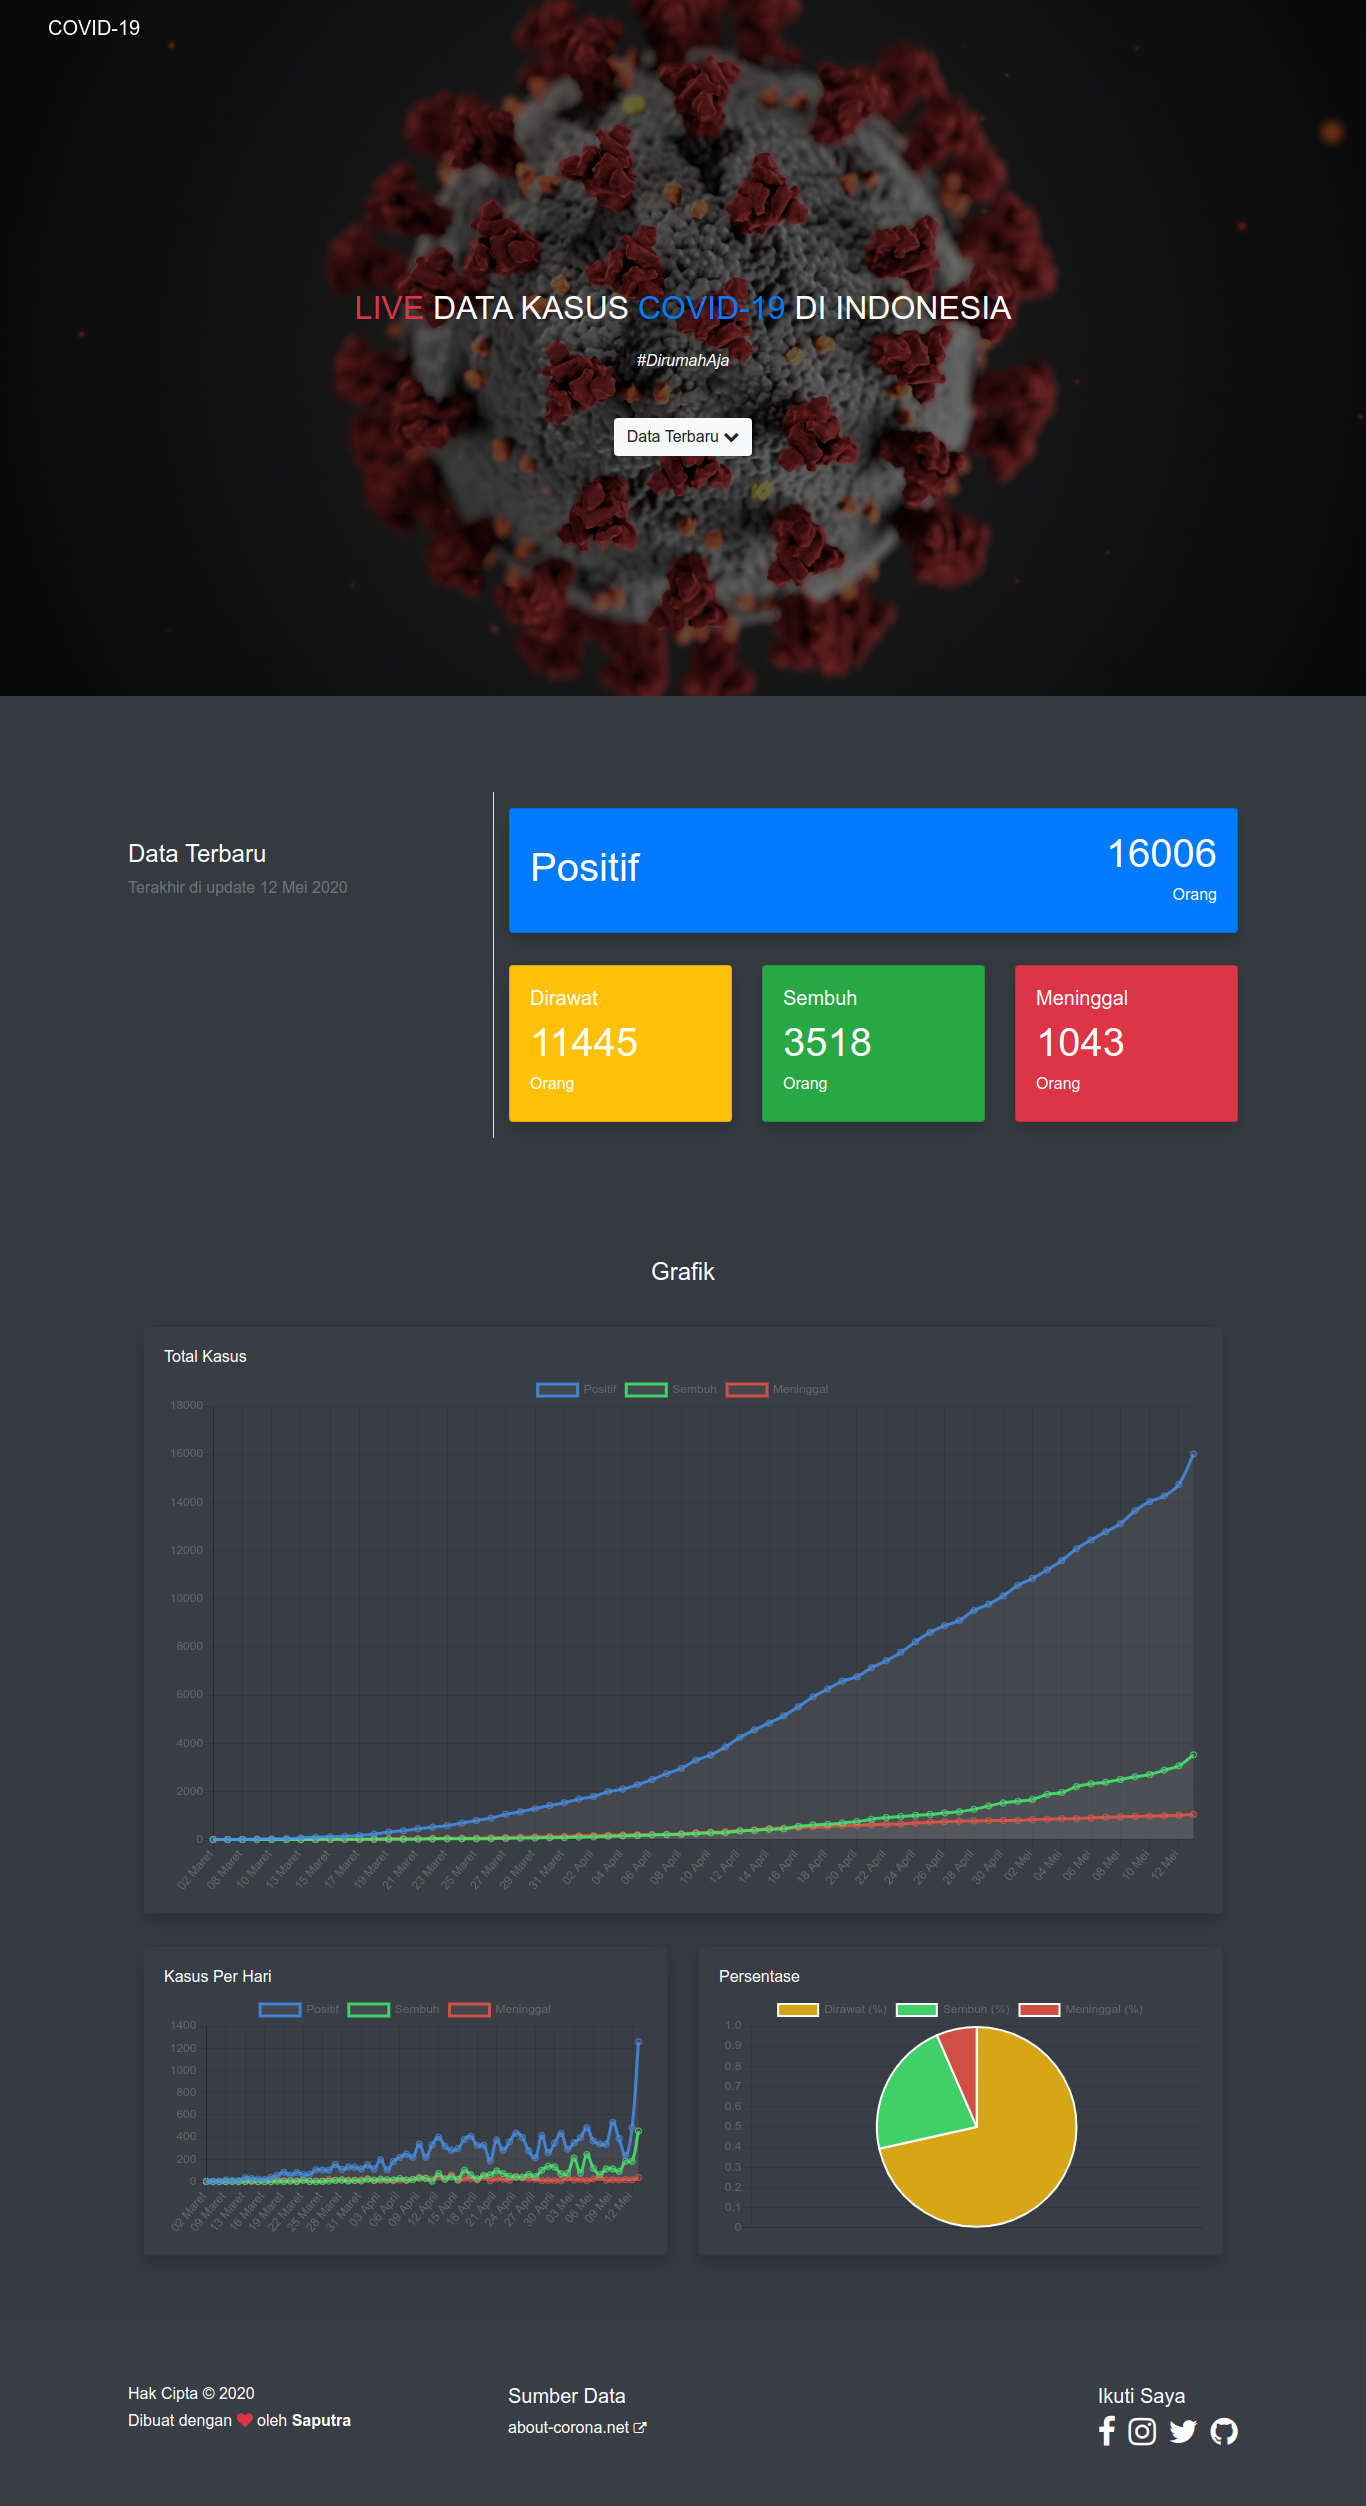 COVID-19
LIVE DATA KASUS COVID-19 DI INDONESIA
#DirumahAja
Data Terbaru
Data Terbaru
Terakhir di update 12 Mei 2020
Positif
16006
Orang
Dirawat
11445
Orang
Sembuh
3518
Orang
Meninggal
1043
Orang
Grafik
Total Kasus
Positif Sembuh Meninggal
18000
16000
14000
12000
10000
8000
6000
4000
2000
0
02 Maret 08 Maret 10 Maret 13 Maret 15 Maret 17 Maret 19 Maret 21 Maret 23 Maret 25 Maret 27 Maret 29 Maret 31 Maret 02 April 04 April 06 April 08 April 10 April 12 April 14 April 16 April 18 April 20 April 22 April 24 April 26 April 28 April 30 April 02 Mei 04 Mei 06 Mei 08 Mei 10 Mei 12 Mei
Kasus Per Hari
Positif Sembuh Meninggal
1400
1200
1000
800
600
400
200
0
02 Maret 09 Maret 13 Maret 16 Maret 19 Maret 22 Maret 25 Maret 28 Maret 31 Maret 03 April 06 April 09 April 12 April 15 April 18 April 21 April 24 April 27 April 30 April 03 Mei 06 Mei 09 Mei 12 Mei
Persentase
Dirawat (%) Sembuh (%) Meninggal (%)
1.0
0.9
0.8
0.7
0.6
0.5
0.4
0.3
0.2
0.1
0
Hak Cipta © 2020
Dibuat dengan oleh Saputra
Sumber Data
about-corona.net
Ikuti Saya